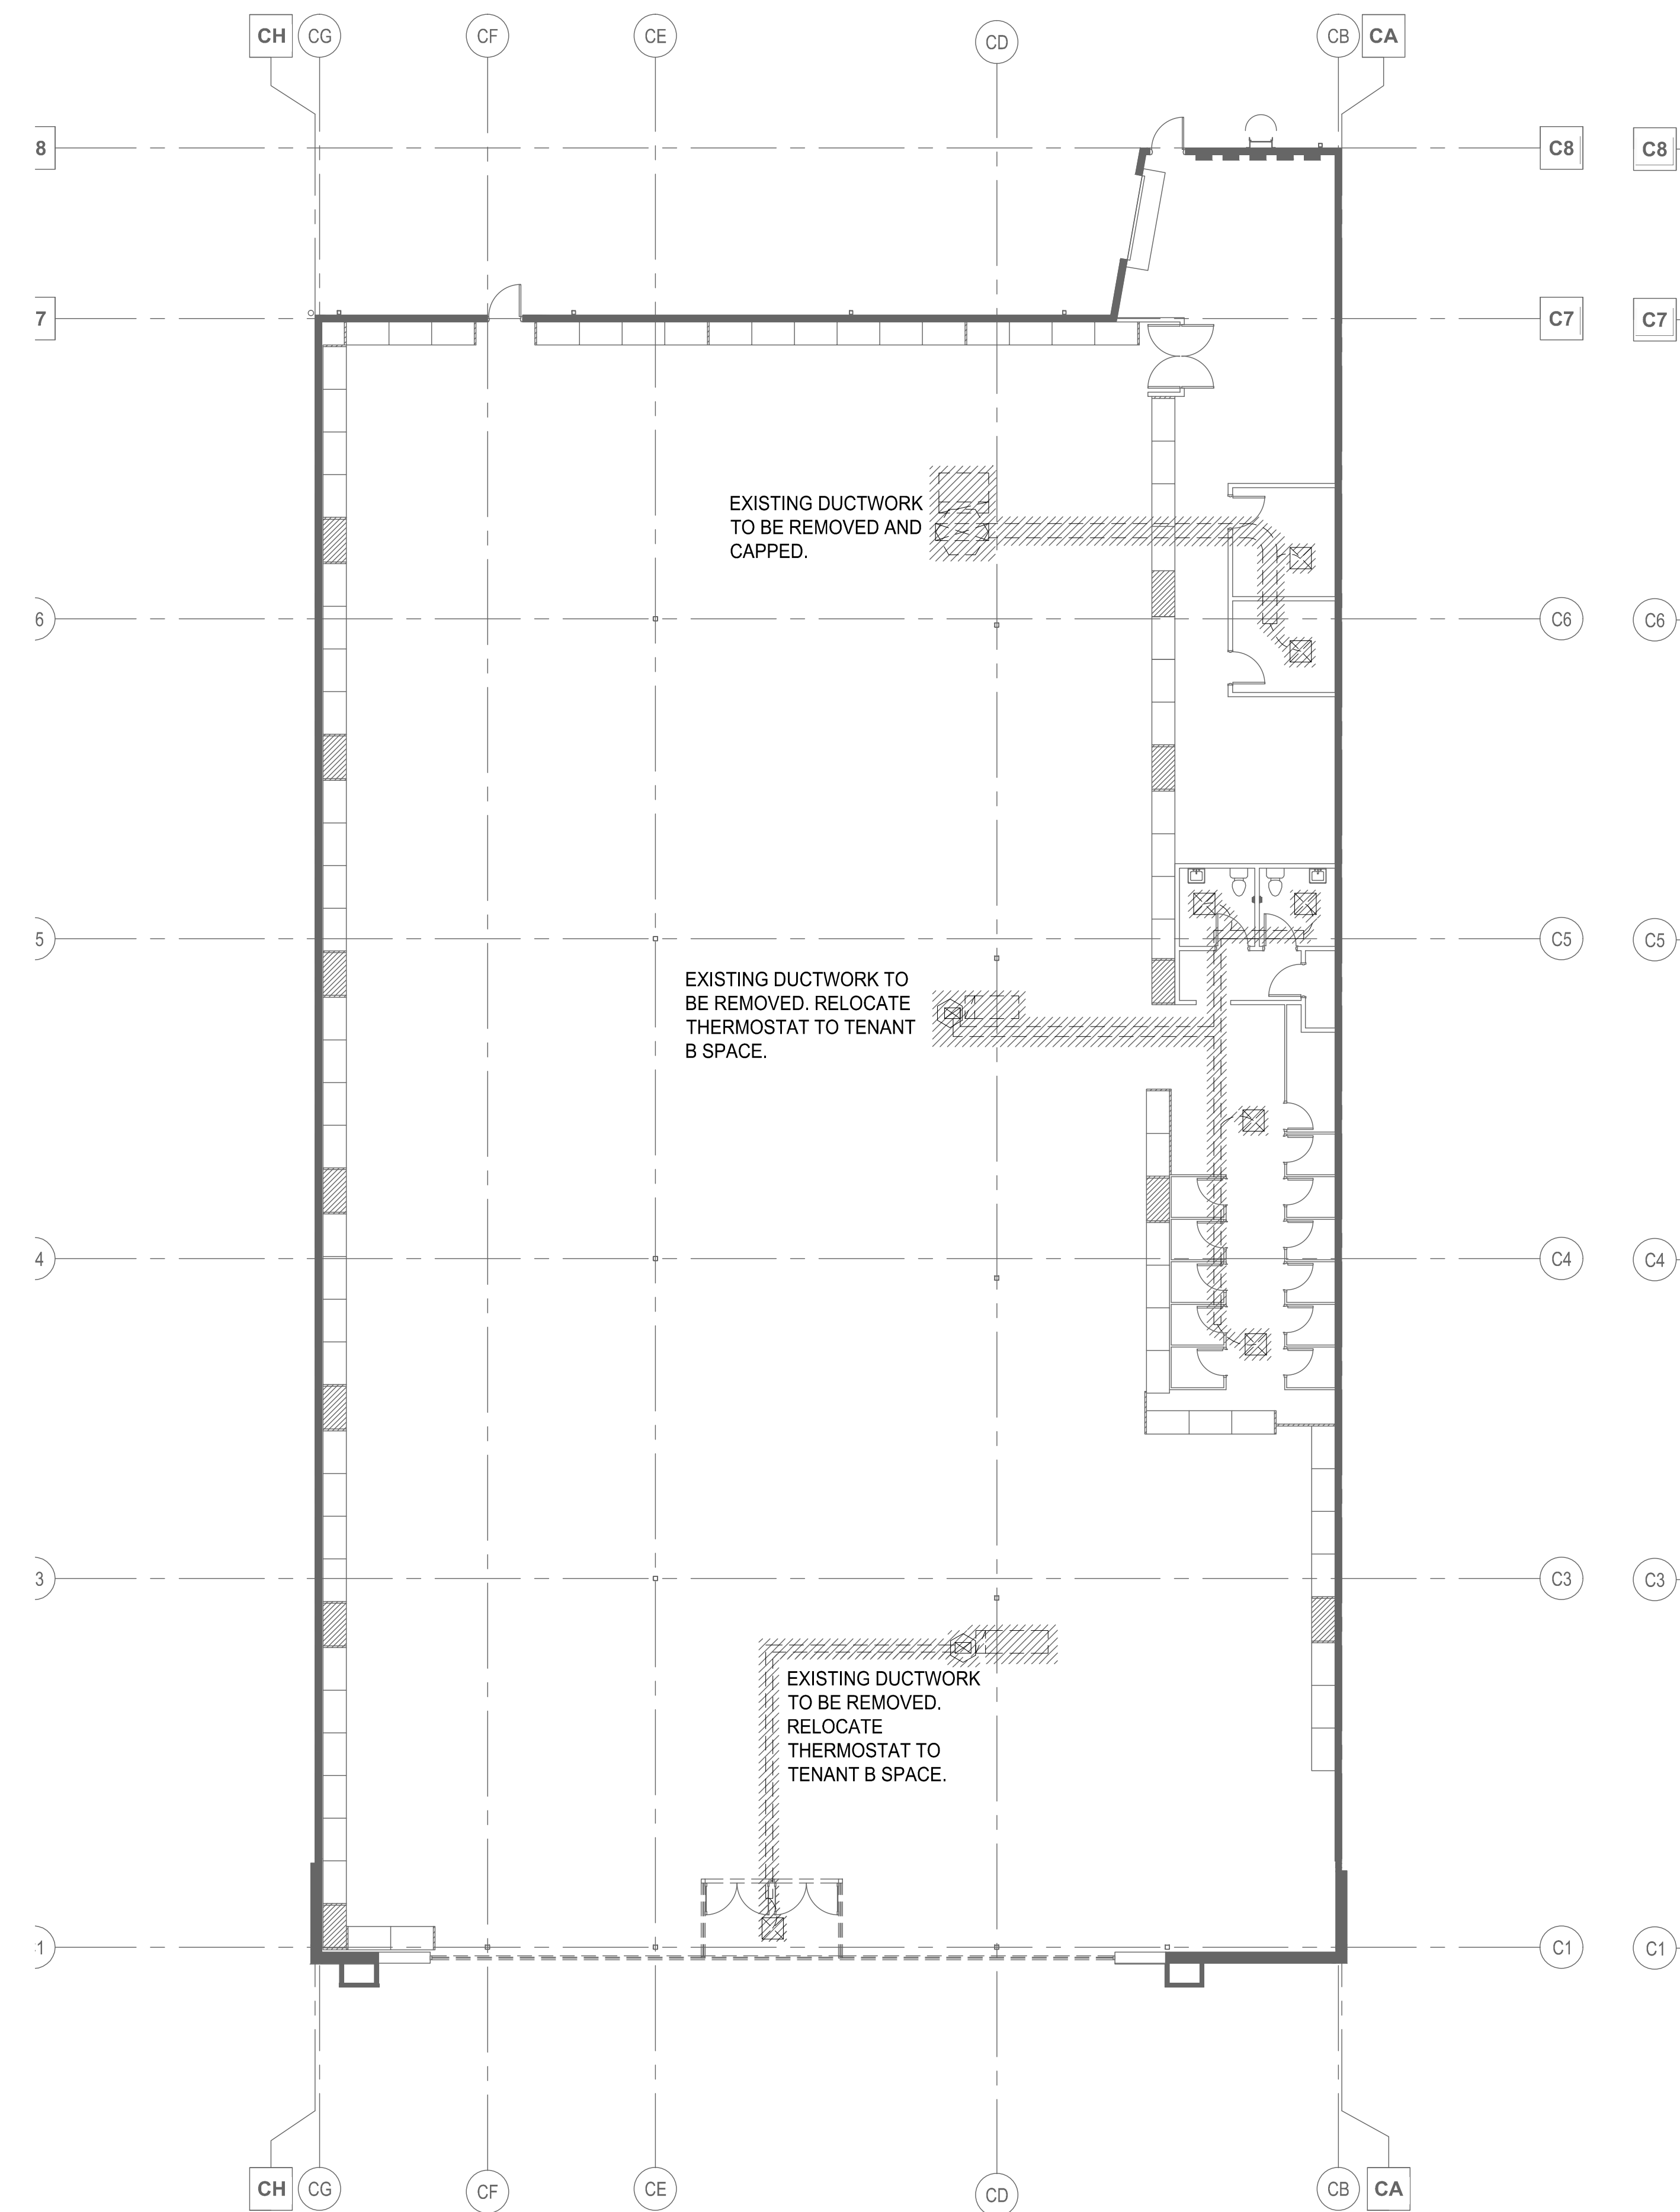 CH CG CF CE CD CB CA
8 C8 C8
7 C7 C7
EXISTING DUCTWORK
TO BE REMOVED AND
CAPPED.
6 C6 C6
5 C5 C5
EXISTING DUCTWORK TO
BE REMOVED. RELOCATE
THERMOSTAT TO TENANT
B SPACE.
4 C4 C4
3 C3 C3
EXISTING DUCTWORK
TO BE REMOVED.
RELOCATE
THERMOSTAT TO
TENANT B SPACE.
1 C1 C1
CH CG CF CE CD CB CA